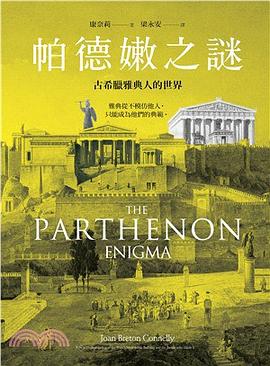 康奈莉——著 梁永安——譯
帕德嫩之謎
古希臘雅典人的世界
雅典從不模仿他人,
只能成為他們的典範。
THE
PARTHENON
ENIGMA
Joan Breton Connelly